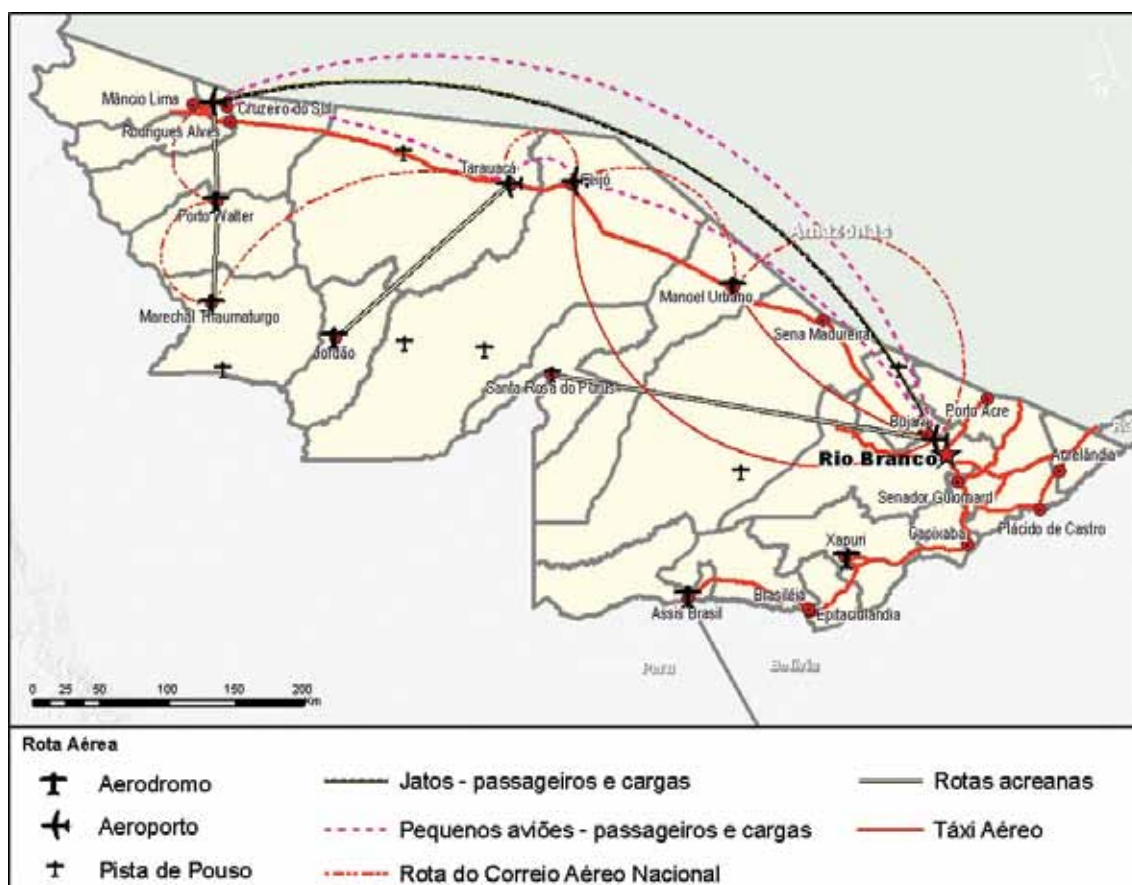 Mâncio Lima
Cruzeiro do Sul
Rodrigues Alves
Tarauacá
Feijó
Porto Walter
Amazonas
Manoel Urbano
Marechal Thaumaturgo
Sena Madureira
Jordão
Santa Rosa do Purus
Porto Acre
Bujari
Rio Branco
Acrelândia
Senador Guiomard
Plácido de Castro
Capixaba
Xapuri
Brasiléia
Assis Brasil
Epitaciolândia
Peru
Bolívia
0 25 50 100 150 200
Km
Rota Aérea
Aerodromo
Jatos - passageiros e cargas
Rotas acreanas
Aeroporto
Pequenos aviões - passageiros e cargas
Táxi Aéreo
Pista de Pouso
Rota do Correio Aéreo Nacional